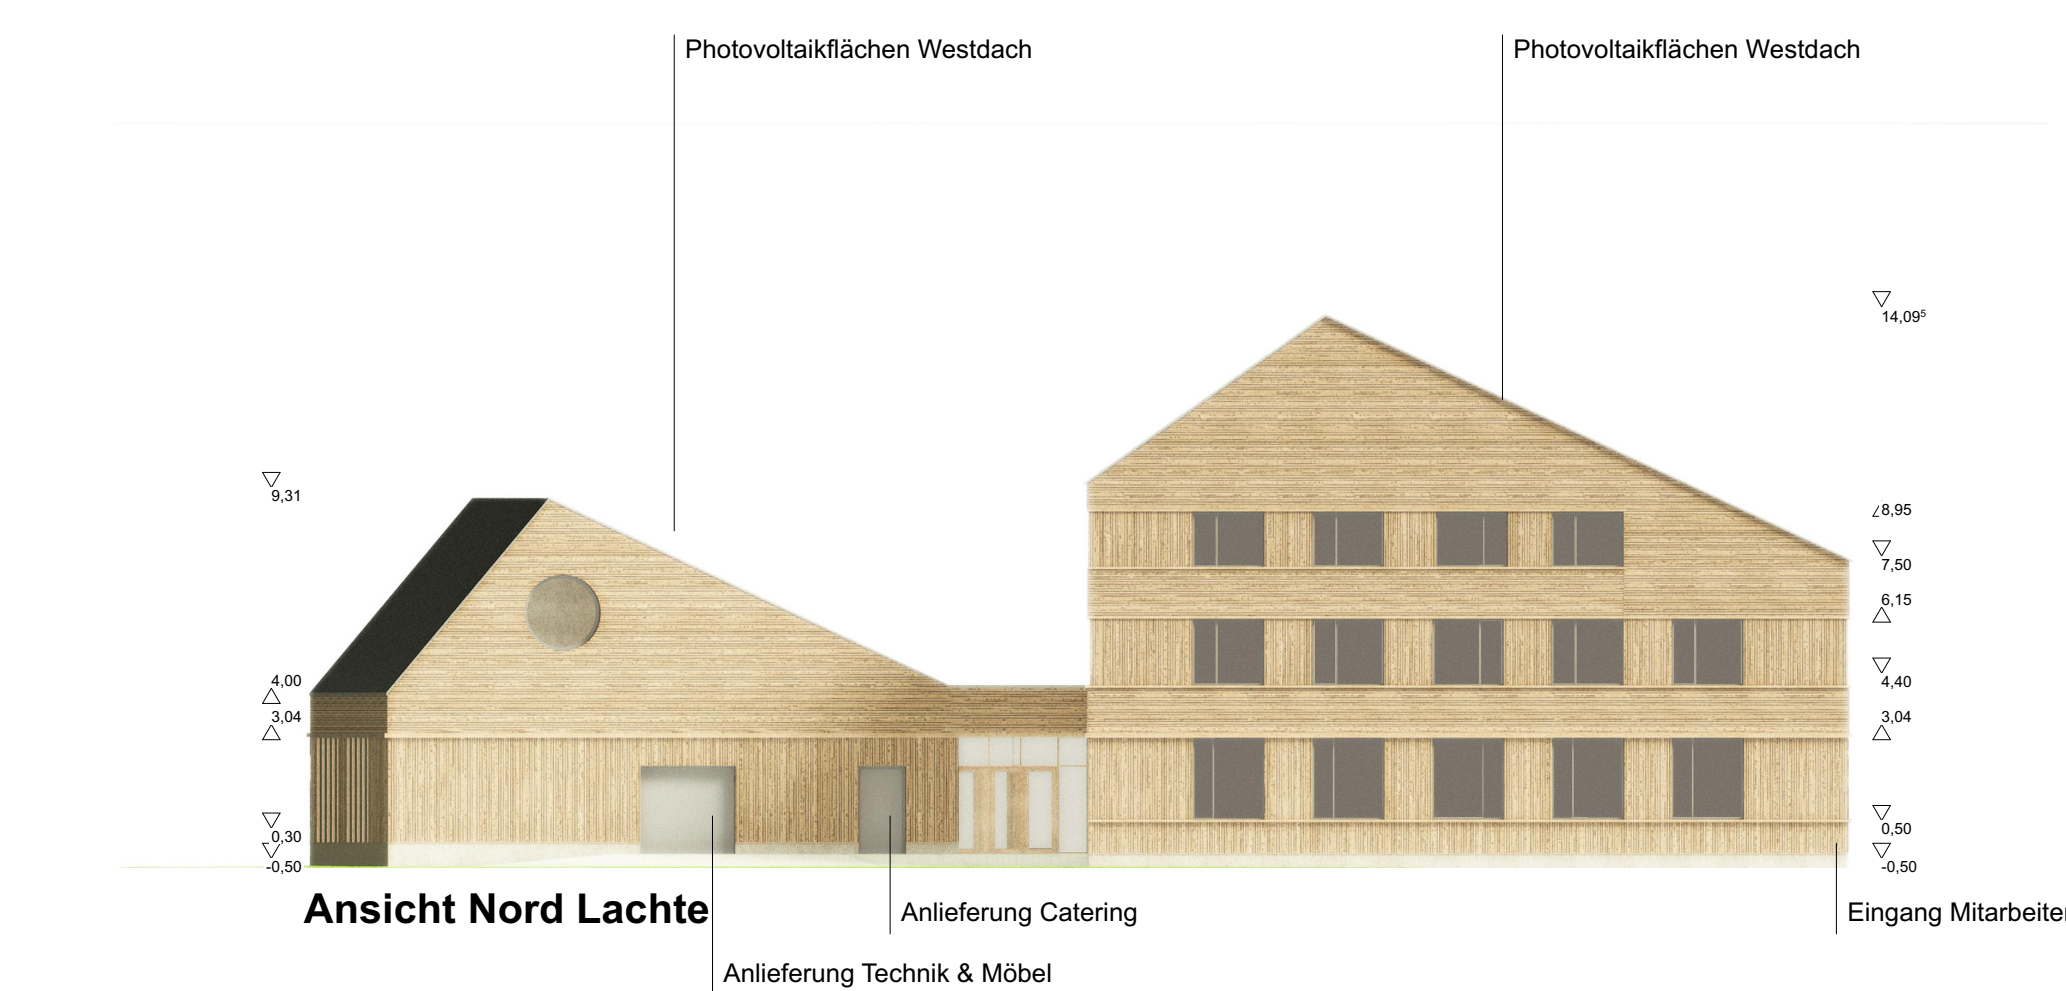 Photovoltaikflächen Westdach
Photovoltaikflächen Westdach
14,09⁵
9,31
8,95
7,50
6,15
4,00
4,40
3,04
3,04
0,30
0,50
-0,50
-0,50
Ansicht Nord Lachte
Anlieferung Catering
Eingang Mitarbeiter
Anlieferung Technik & Möbel